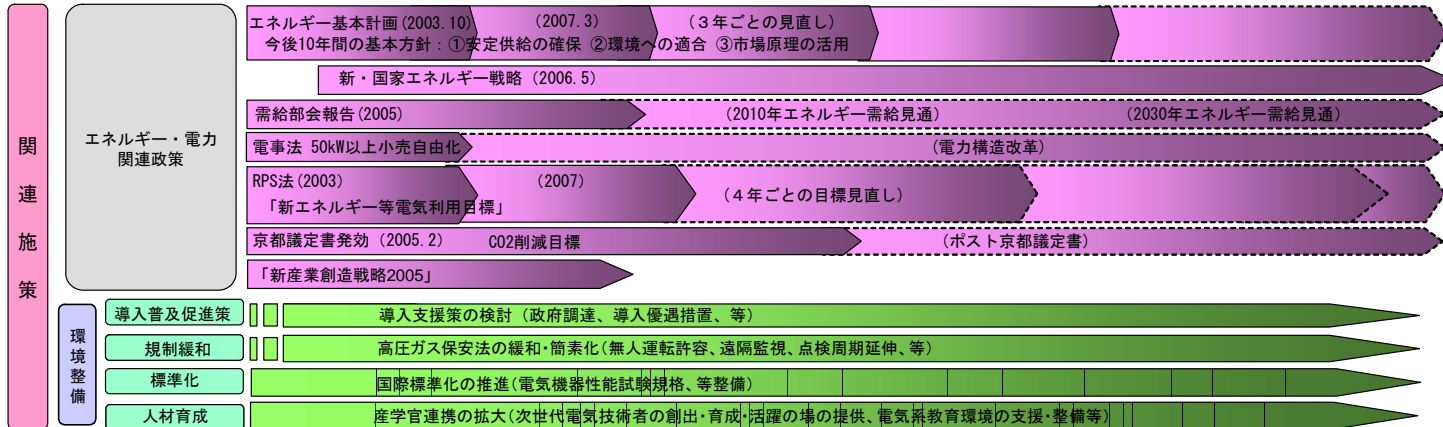 関連施策
エネルギー・電力
関連政策
エネルギー基本計画(2003.10)
(2007.3)
(３年ごとの見直し)
今後10年間の基本方針：①安定供給の確保 ②環境への適合 ③市場原理の活用
新・国家エネルギー戦略 (2006.5)
需給部会報告(2005)
(2010年エネルギー需給見通)
(2030年エネルギー需給見通)
電事法 50kW以上小売自由化
(電力構造改革)
RPS法(2003)
(2007)
(４年ごとの目標見直し)
「新エネルギー等電気利用目標」
京都議定書発効 (2005.2)
CO2削減目標
(ポスト京都議定書)
「新産業創造戦略2005」
環境整備
導入普及促進策
導入支援策の検討 (政府調達、導入優遇措置、等)
規制緩和
高圧ガス保安法の緩和・簡素化(無人運転許容、遠隔監視、点検周期延伸、等)
標準化
国際標準化の推進(電気機器性能試験規格、等整備)
人材育成
産学官連携の拡大(次世代電気技術者の創出・育成・活躍の場の提供、電気系教育環境の支援・整備等)